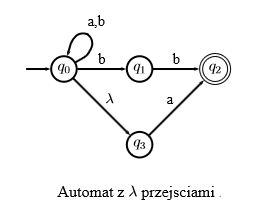 a,b
q0 b q1 b q2
λ a
q3
Automat z λ przejsciami